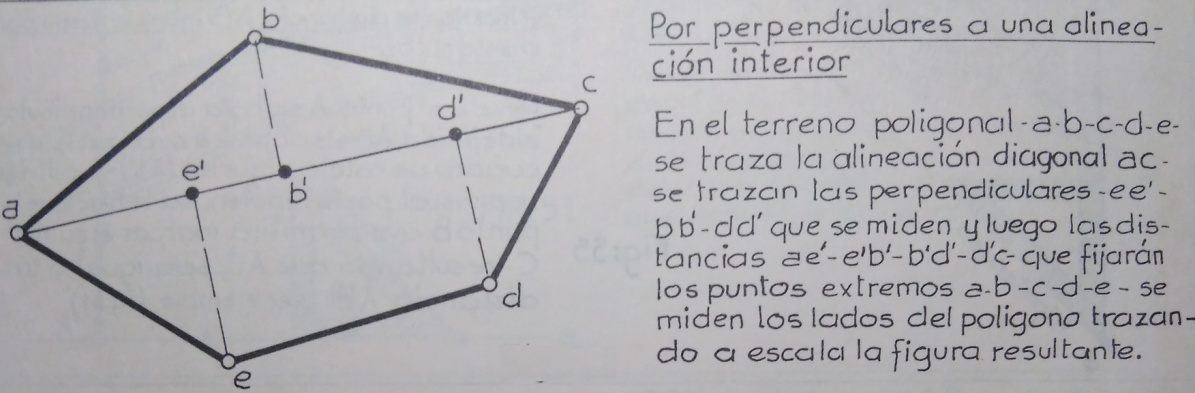 b
c
d'
e'
b'
a
d
e
Por perpendiculares a una alinea-
ción interior
En el terreno poligonal-a-b-c-d-e-
se traza la alineación diagonal ac-
se trazan las perpendiculares-ee'-
bb'-dd' que se miden y luego las dis-
tancias ae'-e'b'-b'd'-d'c- que fijarán
los puntos extremos a-b-c-d-e- se
miden los lados del poligono trazan-
do a escala la figura resultante.